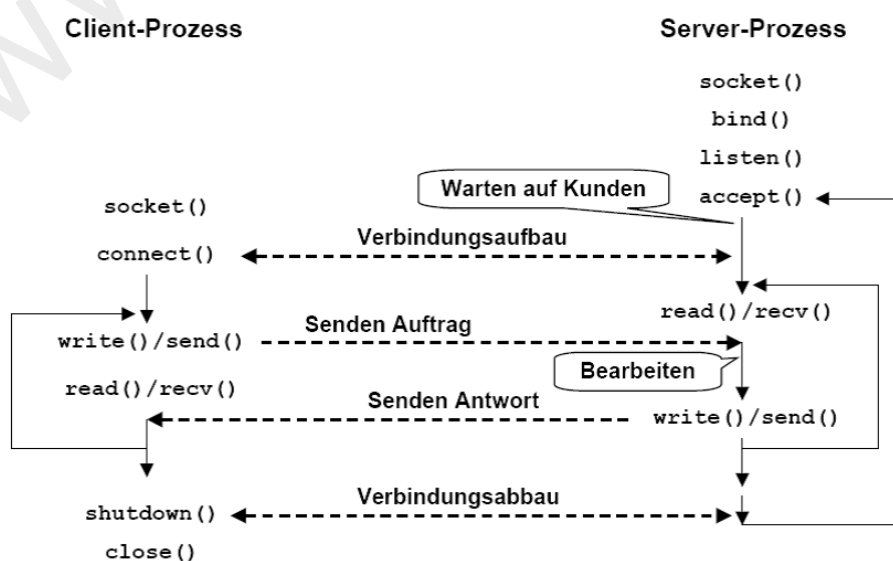 Client-Prozess
Server-Prozess
socket()
bind()
listen()
Warten auf Kunden
accept()
socket()
Verbindungsaufbau
connect()
read()/recv()
Senden Auftrag
write()/send()
Bearbeiten
read()/recv()
Senden Antwort
write()/send()
Verbindungsabbau
shutdown()
close()